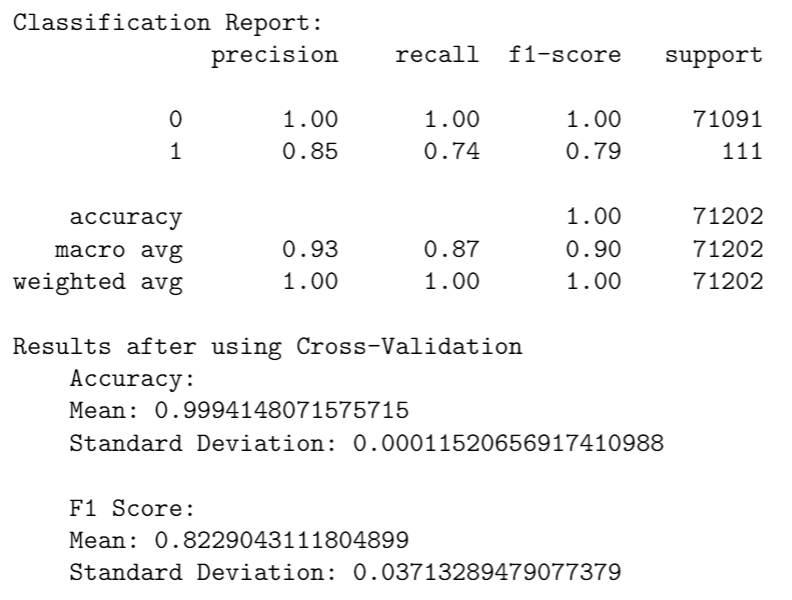 Classification Report:
precision recall f1-score support
0 1.00 1.00 1.00 71091
1 0.85 0.74 0.79 111
accuracy 1.00 71202
macro avg 0.93 0.87 0.90 71202
weighted avg 1.00 1.00 1.00 71202
Results after using Cross-Validation
Accuracy:
Mean: 0.9994148071575715
Standard Deviation: 0.00011520656917410988
F1 Score:
Mean: 0.8229043111804899
Standard Deviation: 0.03713289479077379